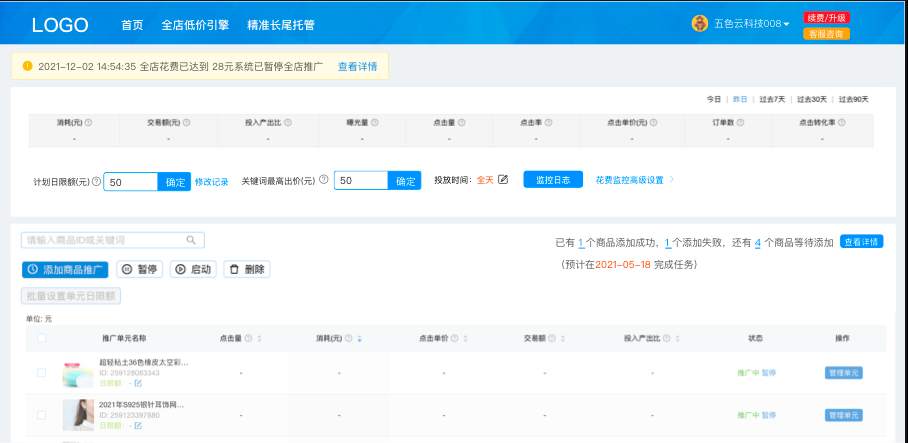 LOGO 首页 全店低价引擎 精准长尾托管 五色云科技008 续费/升级
客服咨询
2021-12-02 14:54:35 全店花费已达到 28元系统已暂停全店推广 查看详情
今日 | 昨日 | 过去7天 | 过去30天 | 过去90天
消耗(元) 交易额(元) 投入产出比 曝光量 点击量 点击率 点击单价(元) 订单数 点击转化率
- - - - - - - - -
计划日限额(元) 50 确定 修改记录 关键词最高出价(元) 50 确定 投放时间: 全天 监控日志 花费监控高级设置
请输入商品ID或关键词 已有 1 个商品添加成功，1 个添加失败，还有 4 个商品等待添加 查看详情
添加商品推广 暂停 启动 删除 （预计在2021-05-18 完成任务）
批量设置单元日限额
单位: 元
推广单元名称 点击量 消耗(元) 点击单价 交易额 投入产出比 状态 操作
超轻粘土36色橡皮太空彩...
ID: 259128083343 - - - - - 推广中 暂停 管理单元
日限额: -
2021年S925银针耳饰网...
ID: 259123397880 - - - - - 推广中 暂停 管理单元
日限额: -